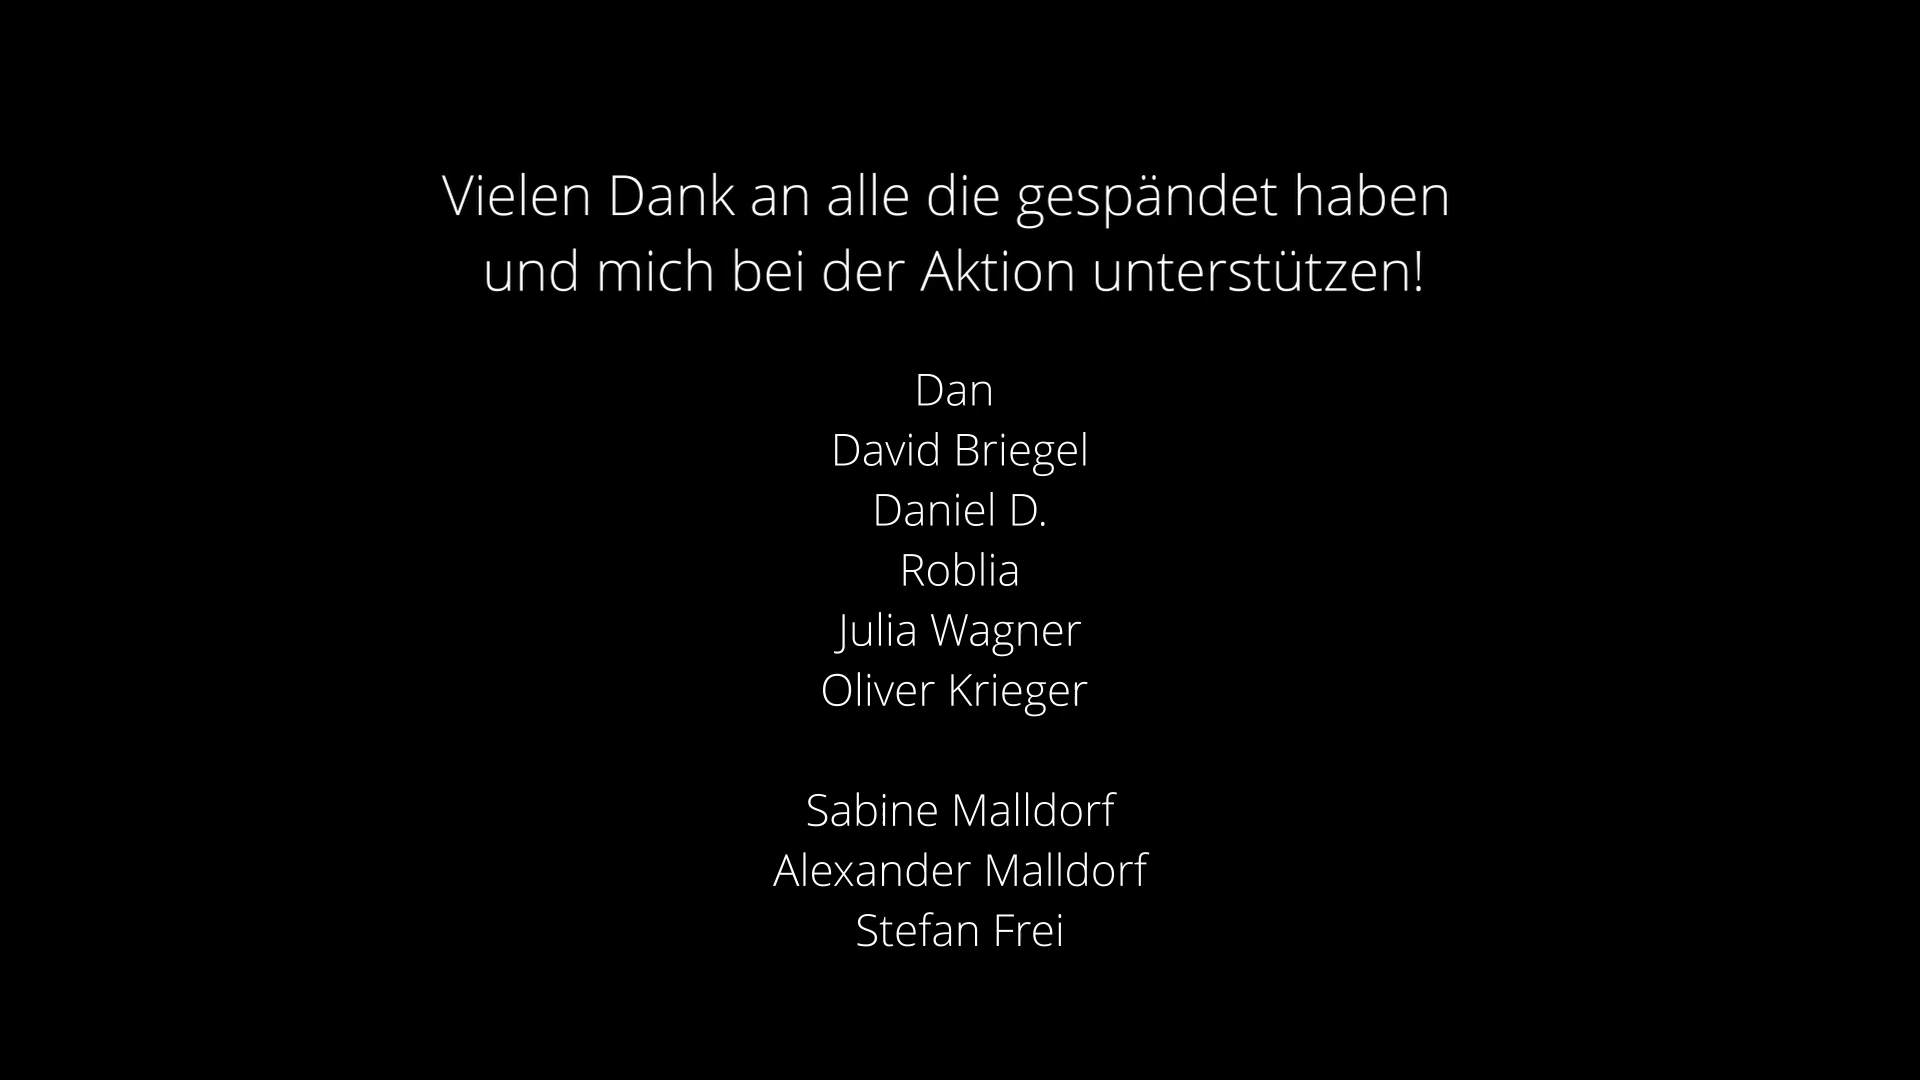 Vielen Dank an alle die gespändet haben
und mich bei der Aktion unterstützen!
Dan
David Briegel
Daniel D.
Roblia
Julia Wagner
Oliver Krieger
Sabine Malldorf
Alexander Malldorf
Stefan Frei